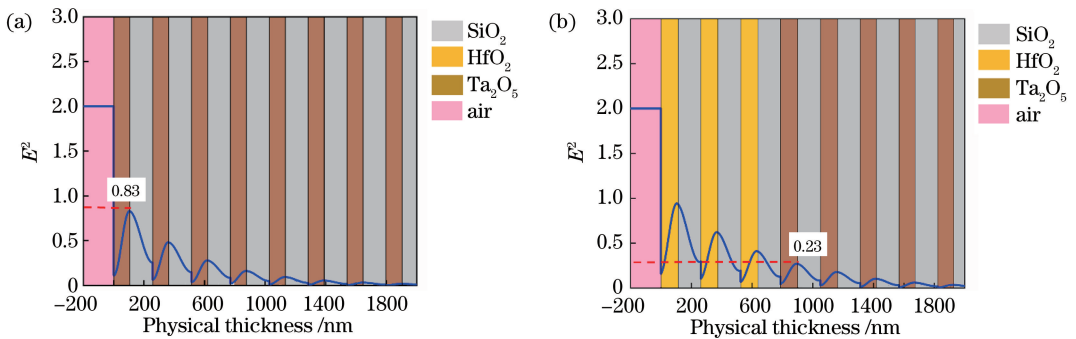 (a)
3.0
2.5
2.0
1.5
1.0
0.5
0
E²
0.83
−200
200
600
1000
1400
1800
Physical thickness /nm
SiO₂
HfO₂
Ta₂O₅
air
(b)
3.0
2.5
2.0
1.5
1.0
0.5
0
E²
0.23
−200
200
600
1000
1400
1800
Physical thickness /nm
SiO₂
HfO₂
Ta₂O₅
air